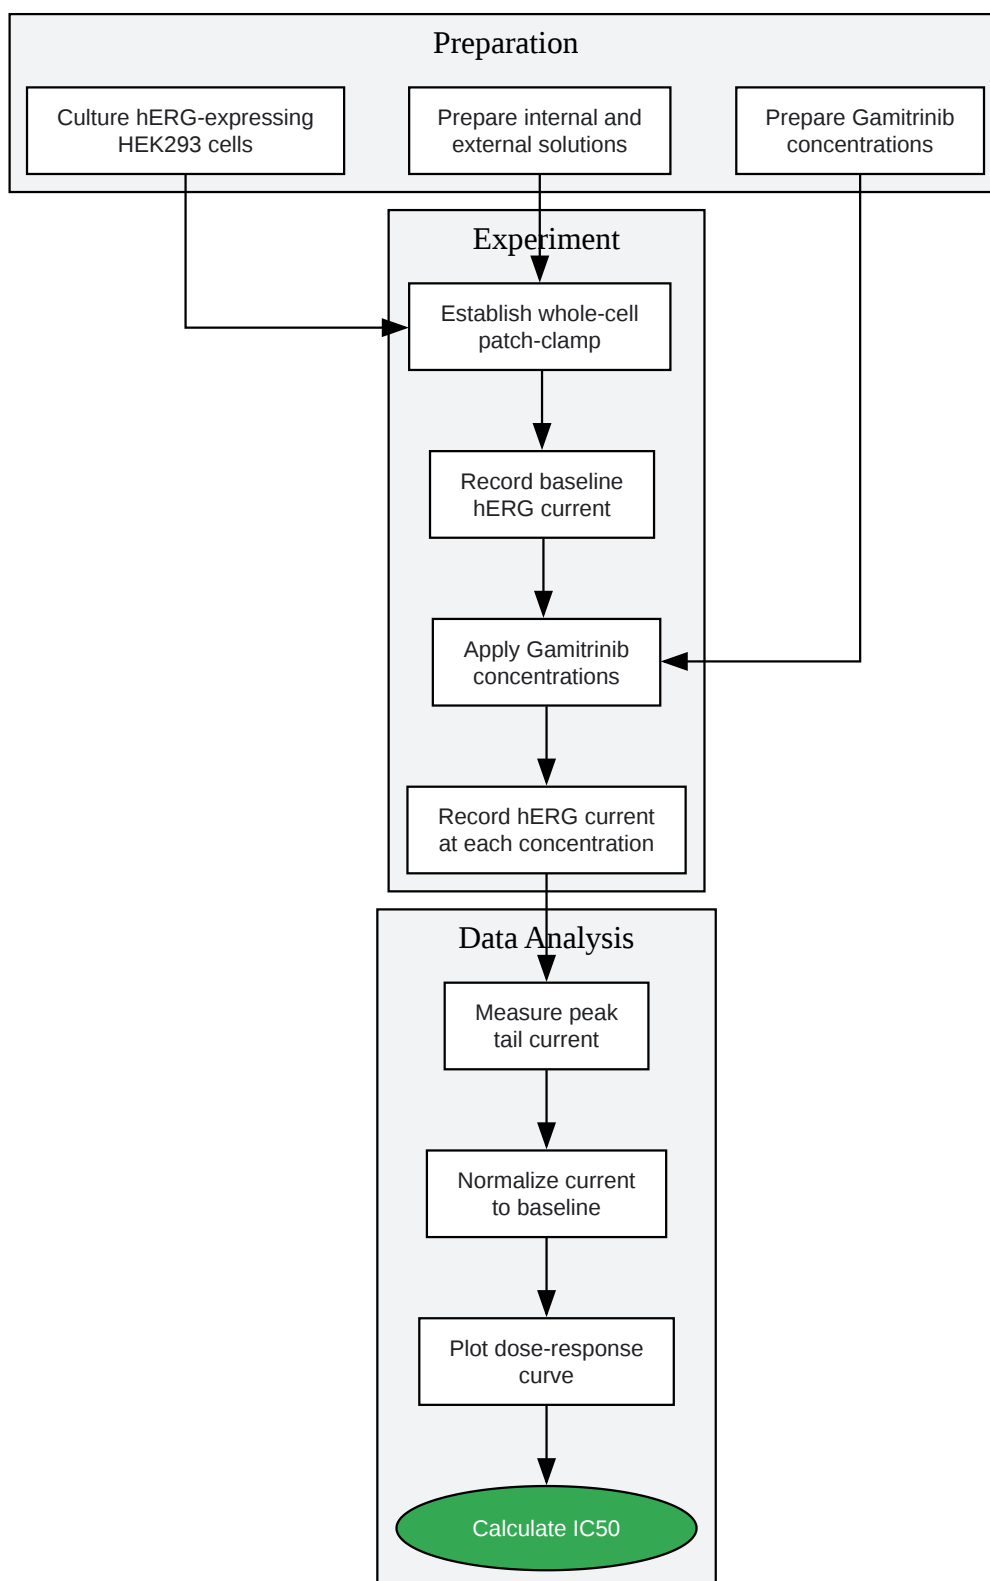 Preparation
Culture hERG-expressing
HEK293 cells
Prepare internal and
external solutions
Prepare Gamitrinib
concentrations
Experiment
Establish whole-cell
patch-clamp
Record baseline
hERG current
Apply Gamitrinib
concentrations
Record hERG current
at each concentration
Data Analysis
Measure peak
tail current
Normalize current
to baseline
Plot dose-response
curve
Calculate IC50